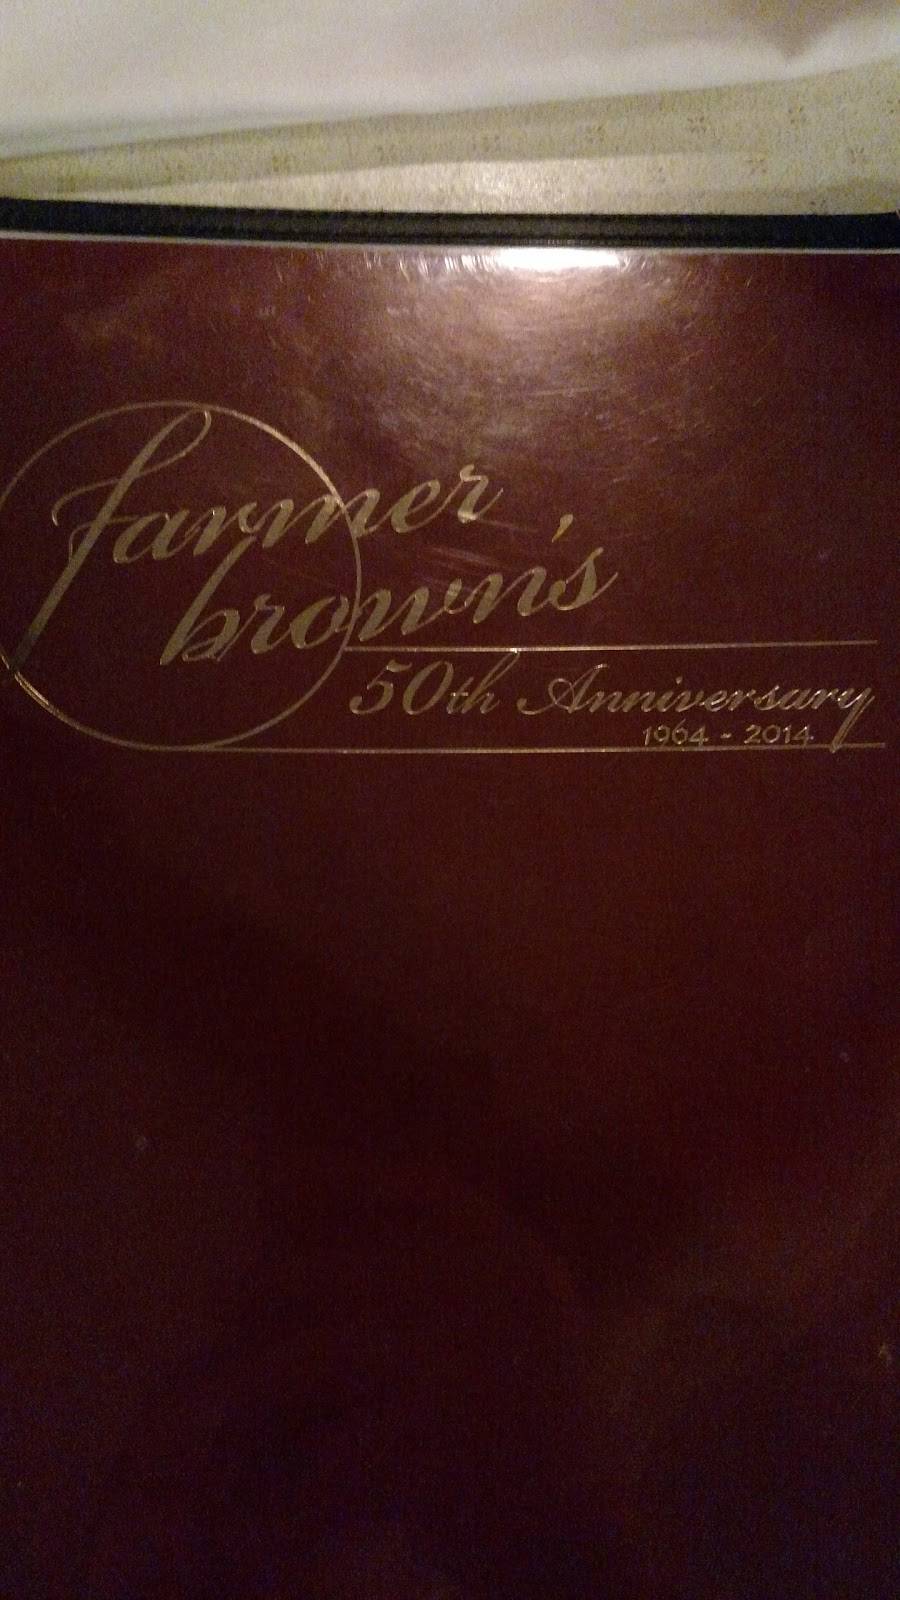 farmer
brown's
50th Anniversary
1964 - 2014